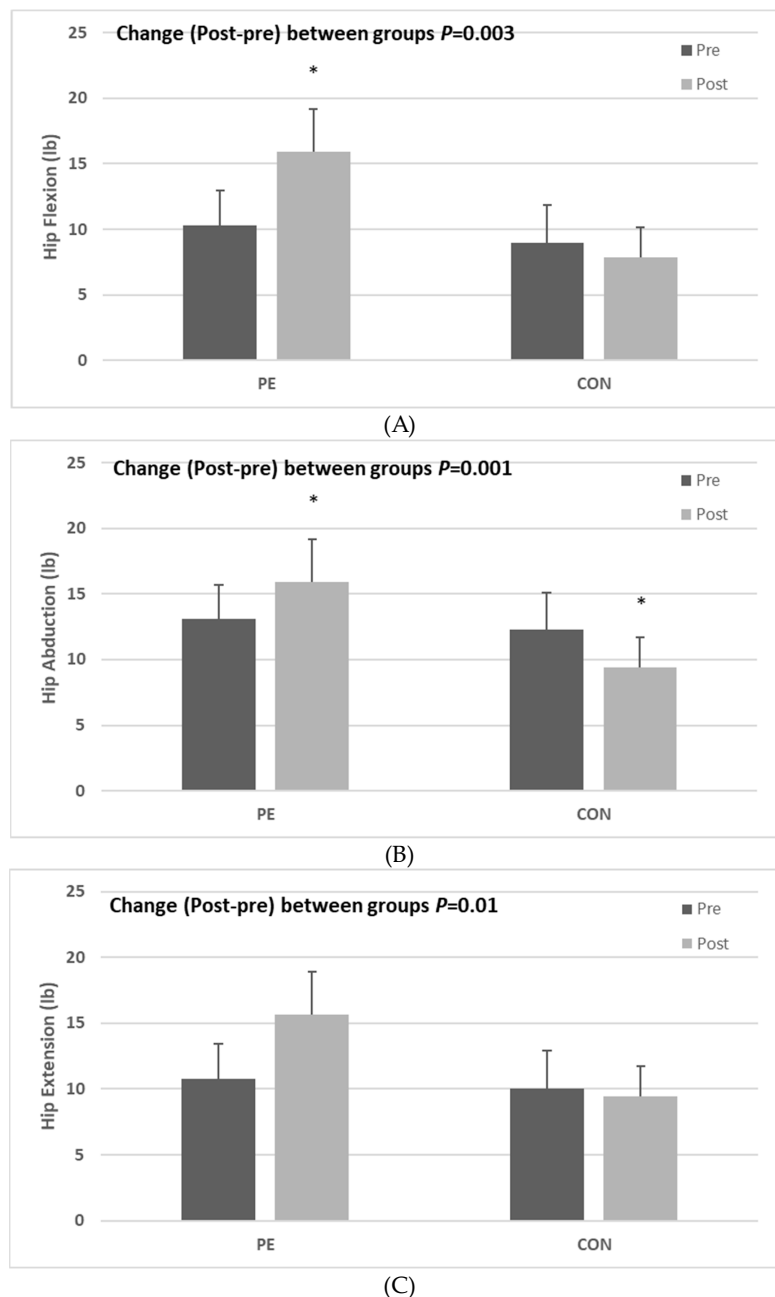 Change (Post-pre) between groups P=0.003
25
20
15
10
5
0
Hip Flexion (lb)
*
Pre
Post
PE
CON
(A)
Change (Post-pre) between groups P=0.001
25
20
15
10
5
0
Hip Abduction (lb)
*
*
Pre
Post
PE
CON
(B)
Change (Post-pre) between groups P=0.01
25
20
15
10
5
0
Hip Extension (lb)
Pre
Post
PE
CON
(C)